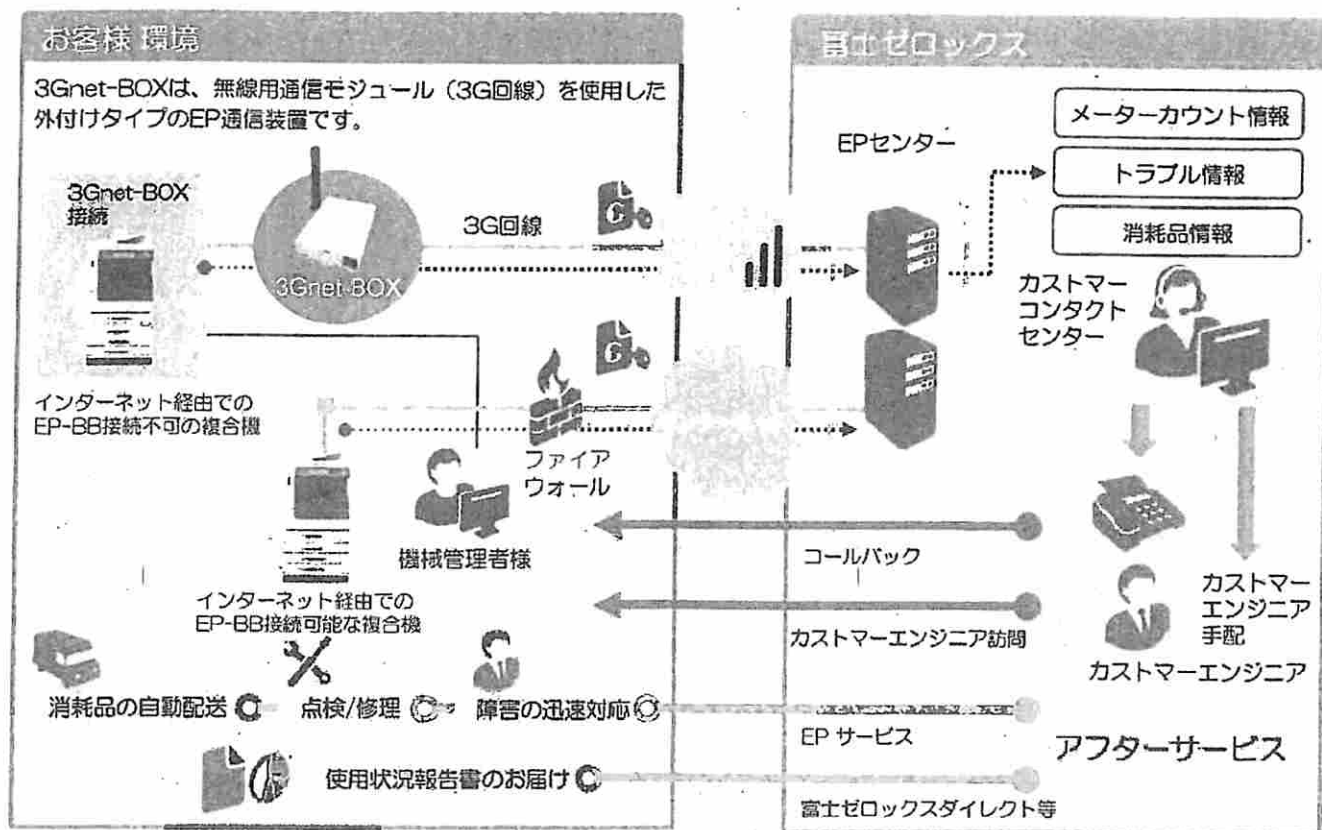 お客様 環境
3Gnet-BOXは、無線用通信モジュール（3G回線）を使用した
外付けタイプのEP通信装置です。
3Gnet-BOX
接続
3G回線
3Gnet-BOX
インターネット経由での
EP-BB接続不可の複合機
ファイア
ウォール
機械管理者様
インターネット経由での
EP-BB接続可能な複合機
消耗品の自動配送
点検/修理
障害の迅速対応
使用状況報告書のお届け
富士ゼロックス
EPセンター
メーターカウント情報
トラブル情報
消耗品情報
カストマー
コンタクト
センター
コールバック
カストマーエンジニア訪問
カストマー
エンジニア
手配
カストマーエンジニア
EP サービス
アフターサービス
富士ゼロックスダイレクト等